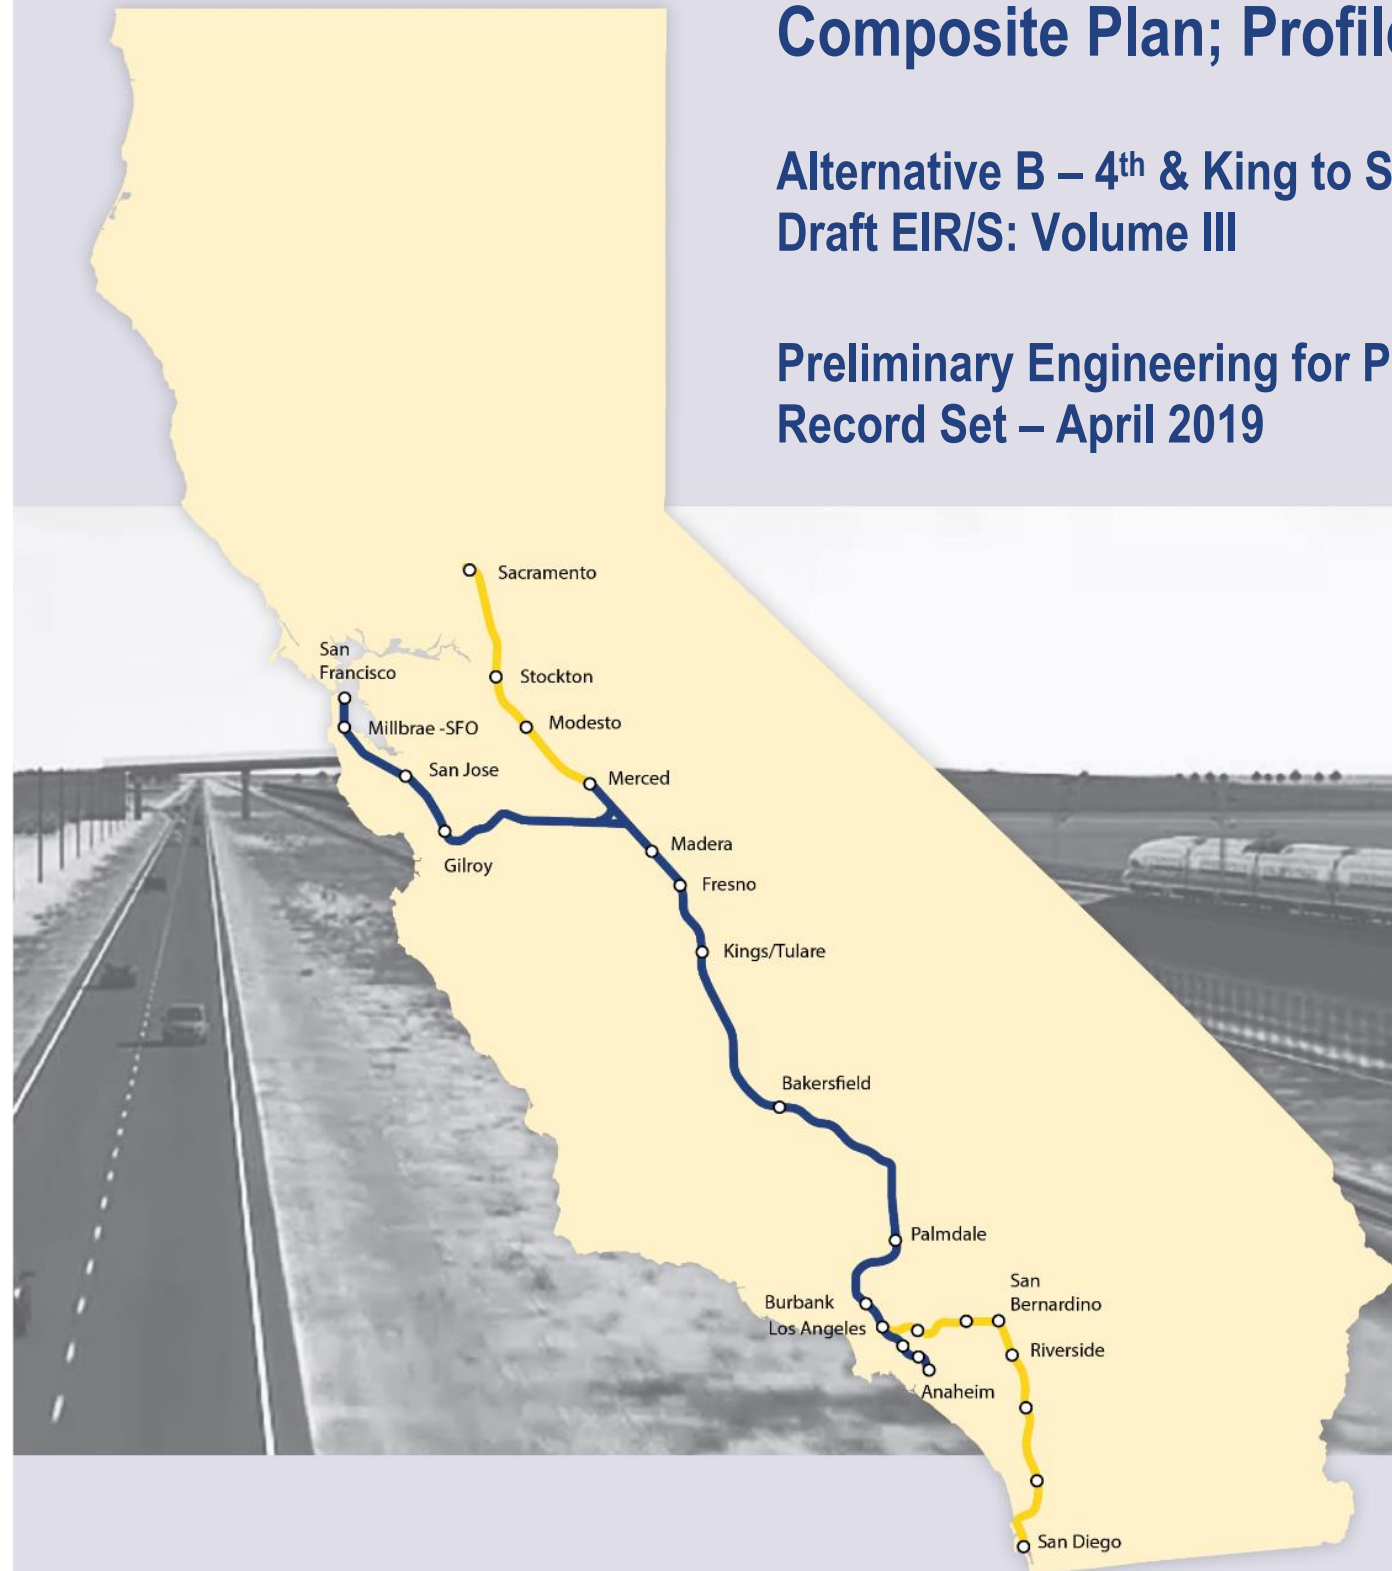 Composite Plan; Profile
Alternative B – 4th & King to S
Draft EIR/S: Volume III
Preliminary Engineering for P
Record Set – April 2019
Sacramento
San
Francisco
Stockton
Millbrae -SFO
Modesto
San Jose
Merced
Gilroy
Madera
Fresno
Kings/Tulare
Bakersfield
Palmdale
San
Bernardino
Burbank
Los Angeles
Riverside
Anaheim
San Diego